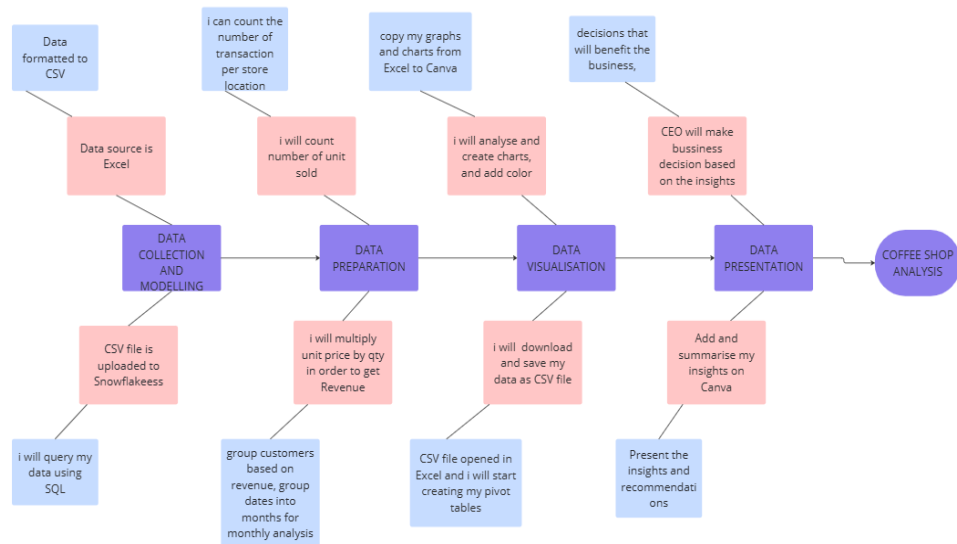 Data
formatted to
CSV
i can count the
number of
transaction
per store
location
copy my graphs
and charts from
Excel to Canva
decisions that
will benefit the
business,
Data source is
Excel
i will count
number of unit
sold
i will analyse and
create charts,
and add color
CEO will make
bussiness
decision based
on the insights
DATA
COLLECTION
AND
MODELLING
DATA
PREPARATION
DATA
VISUALISATION
DATA
PRESENTATION
COFFEE SHOP
ANALYSIS
CSV file is
uploaded to
Snowflakeess
i will multiply
unit price by qty
in order to get
Revenue
i will  download
and save my
data as CSV file
Add and
summarise my
insights on
Canva
i will query my
data using
SQL
group customers
based on
revenue, group
dates into
months for
monthly analysis
CSV file opened in
Excel and i will start
creating my pivot
tables
Present the
insights and
recommendati
ons